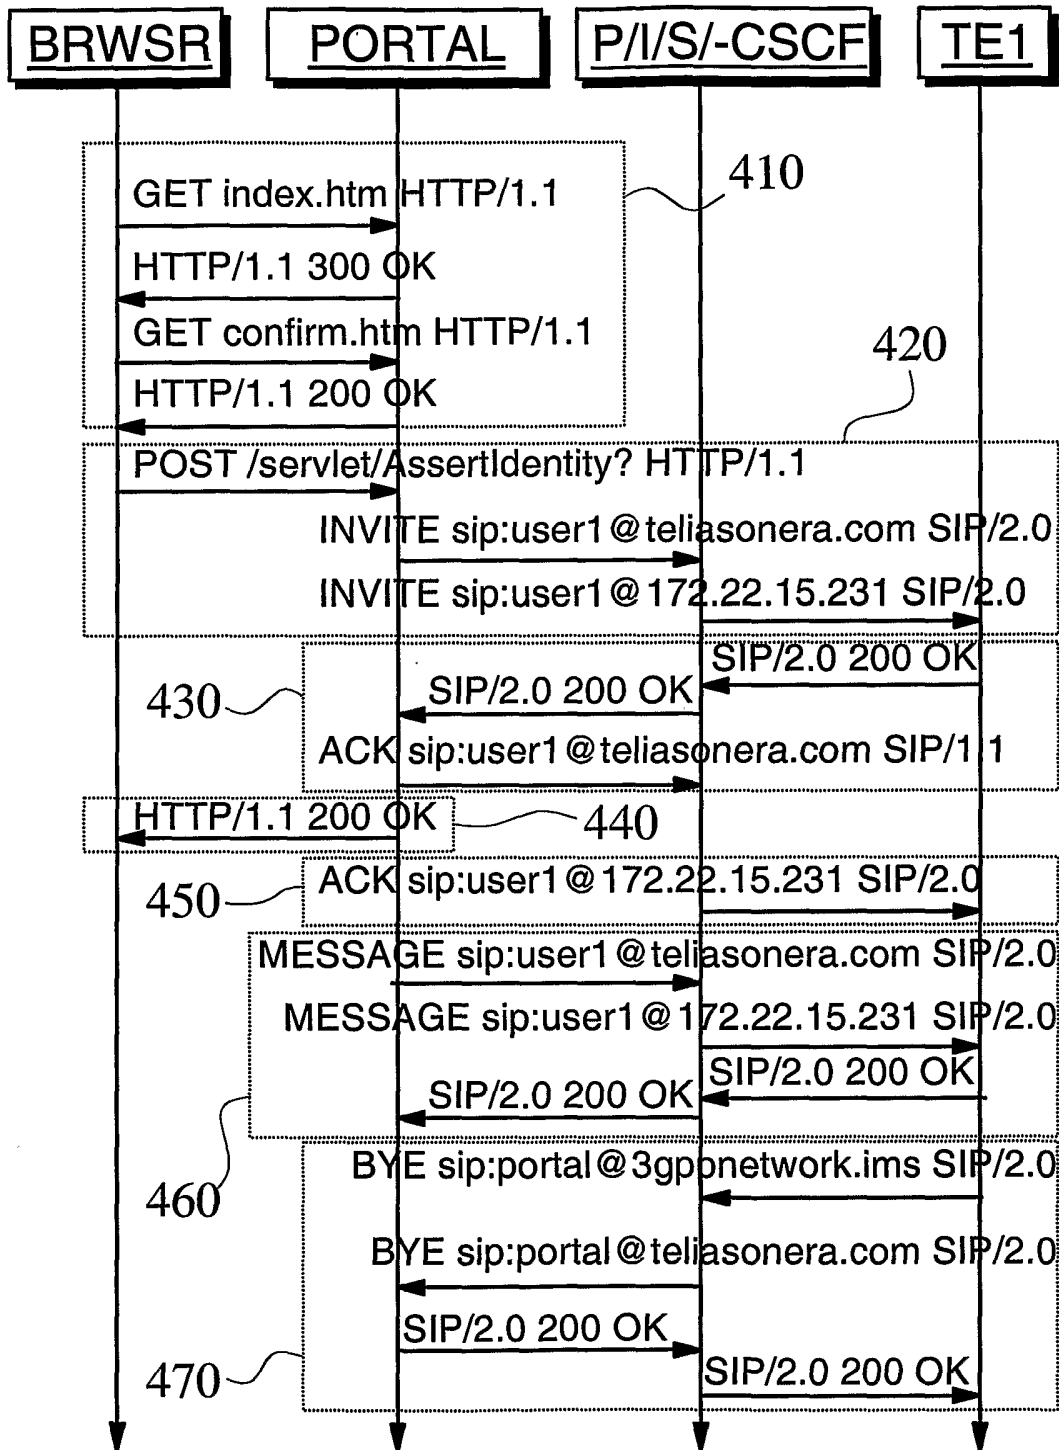 BRWSR PORTAL P/I/S/-CSCF TE1
410
GET index.htm HTTP/1.1
HTTP/1.1 300 OK
GET confirm.htm HTTP/1.1
420
HTTP/1.1 200 OK
POST /servlet/AssertIdentity? HTTP/1.1
INVITE sip:user1@teliasonera.com SIP/2.0
INVITE sip:user1@172.22.15.231 SIP/2.0
SIP/2.0 200 OK
430
SIP/2.0 200 OK
ACK sip:user1@teliasonera.com SIP/1.1
HTTP/1.1 200 OK
440
ACK sip:user1@172.22.15.231 SIP/2.0
450
MESSAGE sip:user1@teliasonera.com SIP/2.0
MESSAGE sip:user1@172.22.15.231 SIP/2.0
SIP/2.0 200 OK
SIP/2.0 200 OK
BYE sip:portal@3gppnetwork.ims SIP/2.0
460
BYE sip:portal@teliasonera.com SIP/2.0
SIP/2.0 200 OK
SIP/2.0 200 OK
470